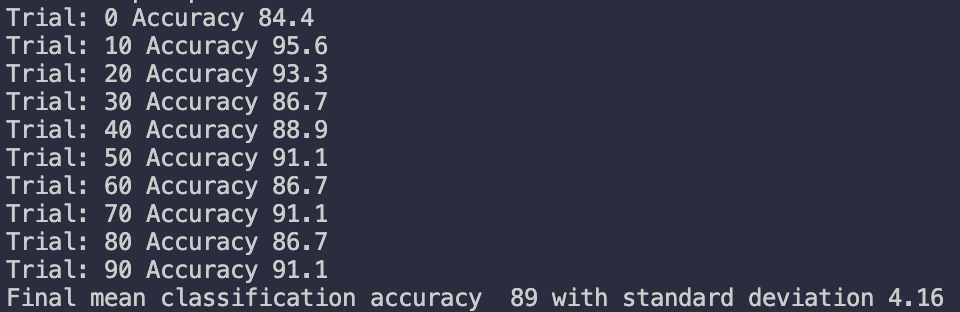 Trial: 0 Accuracy 84.4
Trial: 10 Accuracy 95.6
Trial: 20 Accuracy 93.3
Trial: 30 Accuracy 86.7
Trial: 40 Accuracy 88.9
Trial: 50 Accuracy 91.1
Trial: 60 Accuracy 86.7
Trial: 70 Accuracy 91.1
Trial: 80 Accuracy 86.7
Trial: 90 Accuracy 91.1
Final mean classification accuracy  89 with standard deviation 4.16